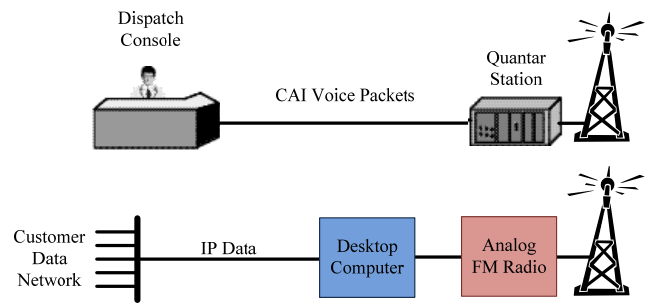 Dispatch
Console
Quantar
Station
CAI Voice Packets
Customer
Data
Network
IP Data
Desktop
Computer
Analog
FM Radio